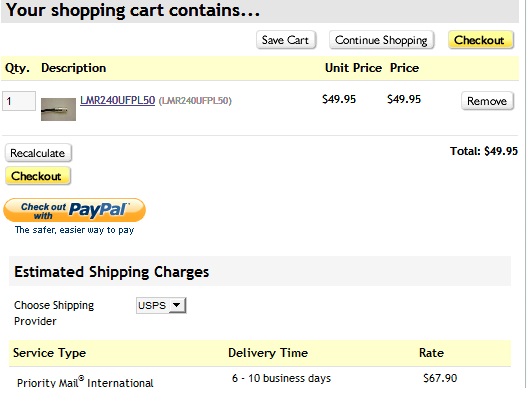 Your shopping cart contains...
Save Cart Continue Shopping Checkout
Qty. Description Unit Price Price
1 LMR240UFPL50 (LMR240UFPL50) $49.95 $49.95 Remove
Recalculate Total: $49.95
Checkout
Check out with PayPal
The safer, easier way to pay
Estimated Shipping Charges
Choose Shipping Provider USPS
Service Type Delivery Time Rate
Priority Mail® International 6 - 10 business days $67.90